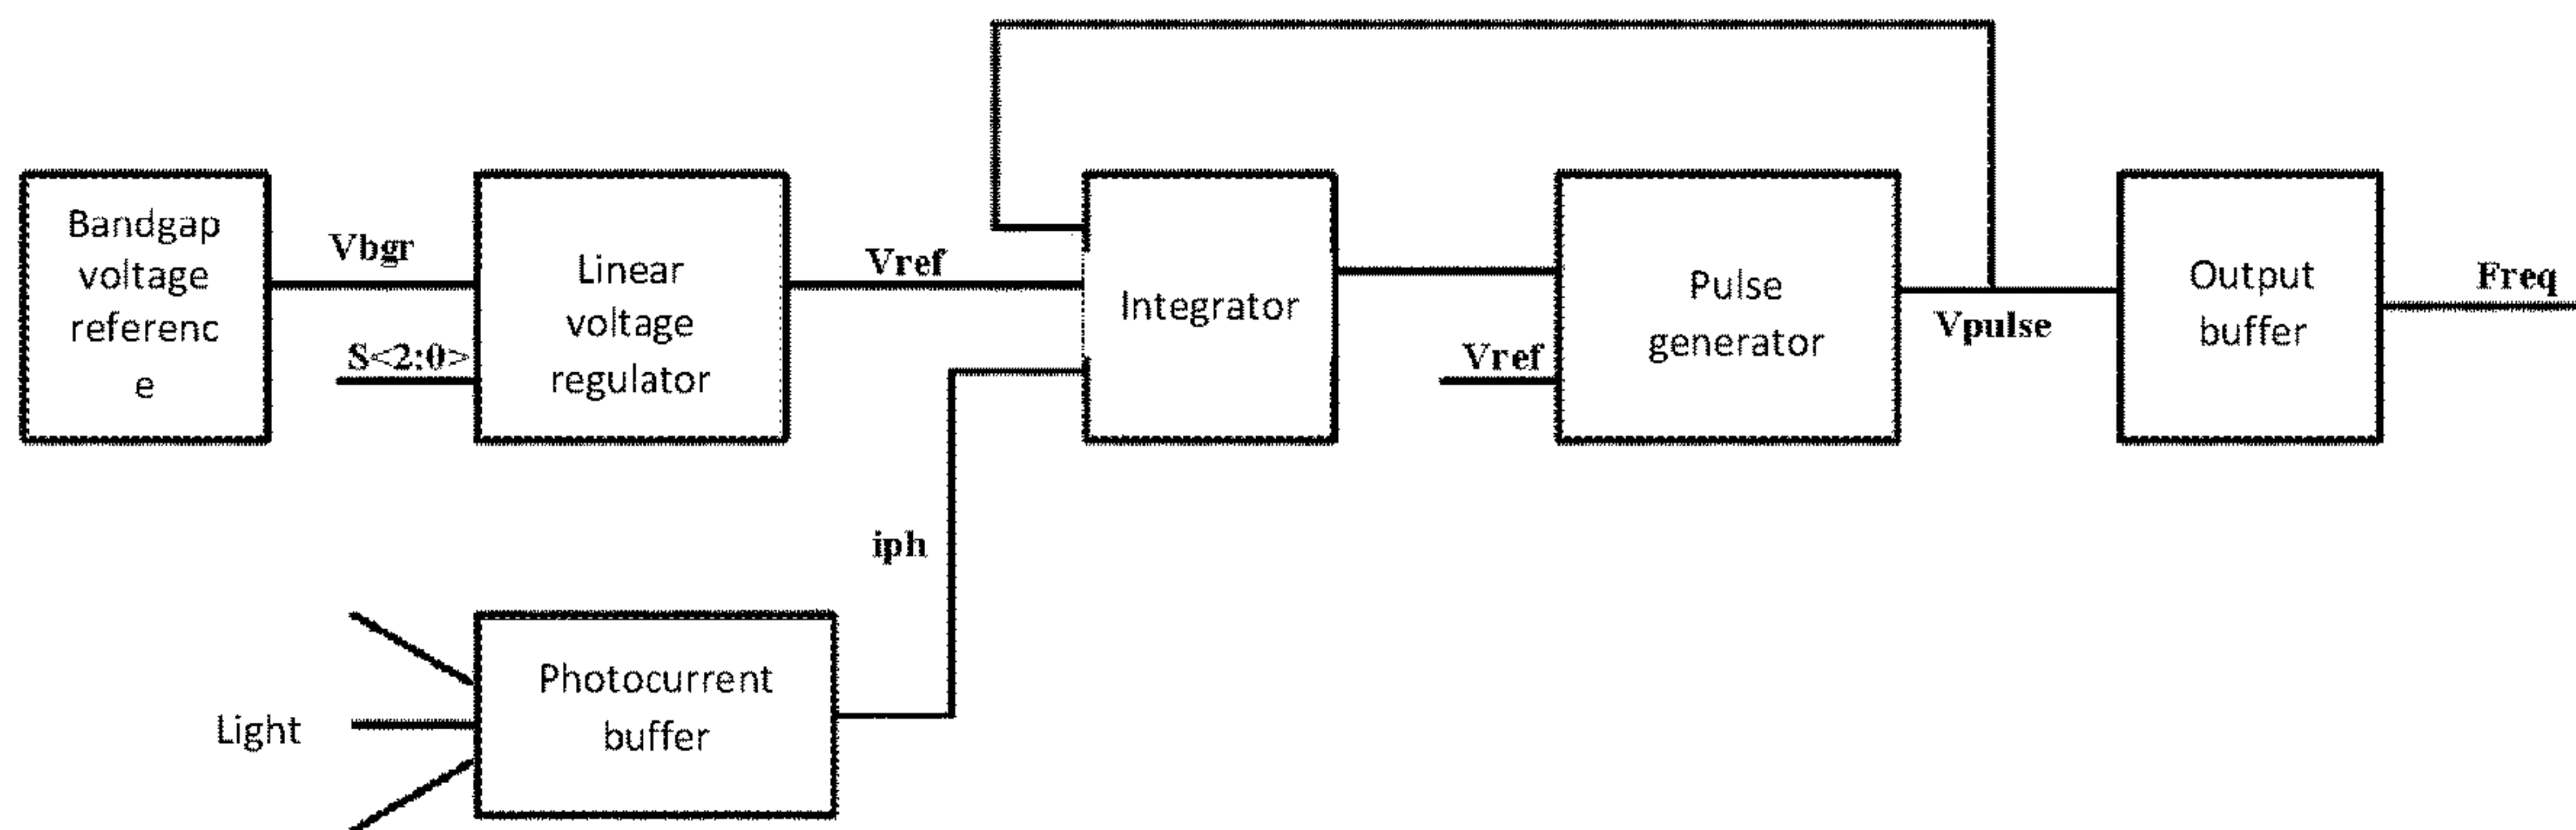 Bandgap
voltage
referenc
e
Vbgr
S<2:0>
Linear
voltage
regulator
Vref
Integrator
Vref
Pulse
generator
Vpulse
Output
buffer
Freq
iph
Light
Photocurrent
buffer